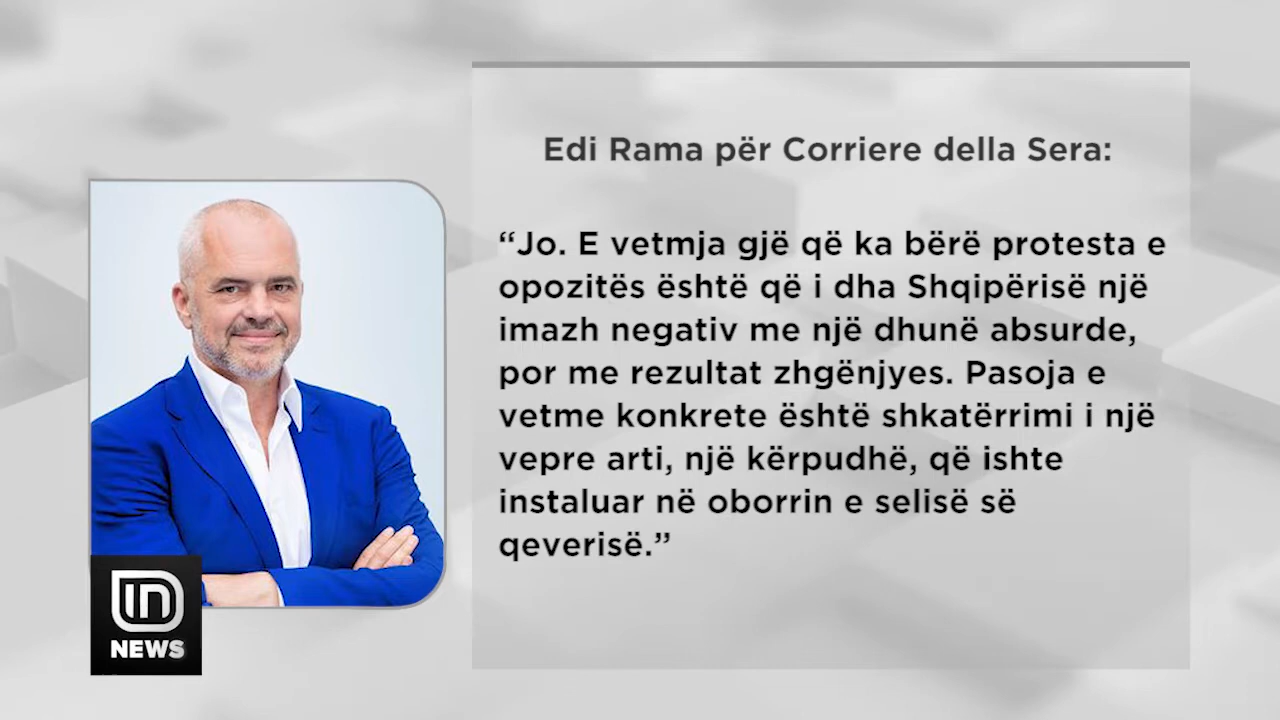 Edi Rama për Corriere della Sera:
“Jo. E vetmja gjë që ka bërë protesta e
opozitës është që i dha Shqipërisë një
imazh negativ me një dhunë absurde,
por me rezultat zhgënjyes. Pasoja e
vetme konkrete është shkatërrimi i një
vepre arti, një kërpudhë, që ishte
instaluar në oborrin e selisë së
qeverisë.”
IN
NEWS